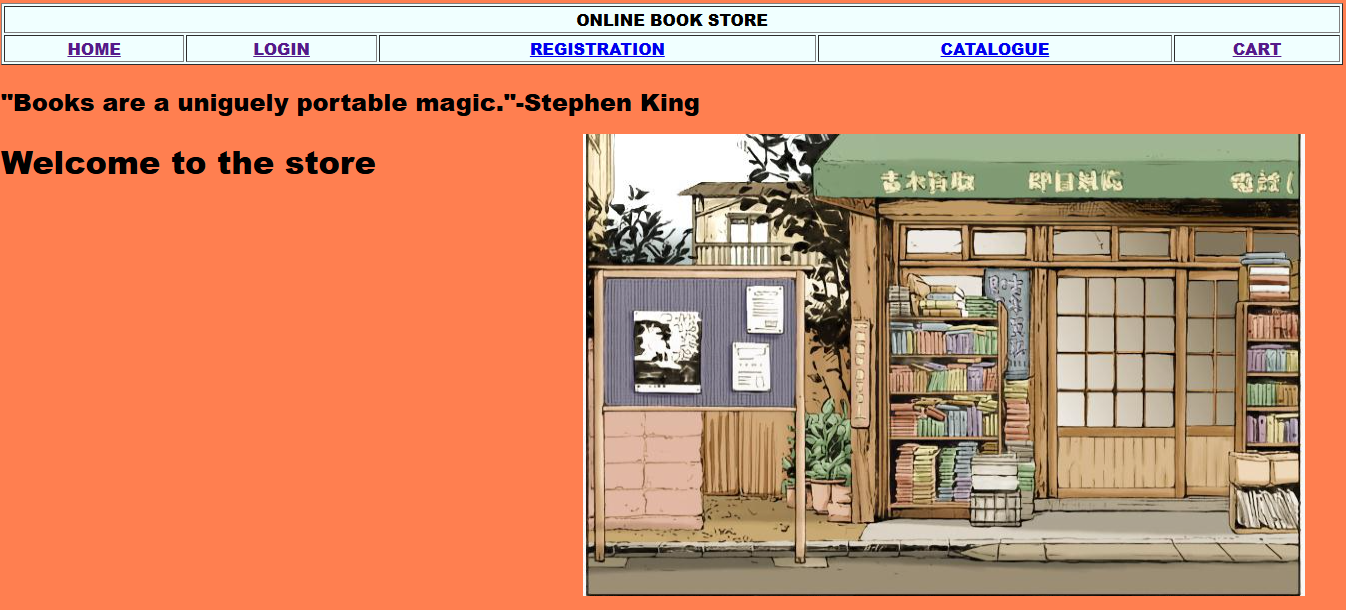 ONLINE BOOK STORE
HOME LOGIN REGISTRATION CATALOGUE CART
"Books are a uniguely portable magic."-Stephen King
Welcome to the store